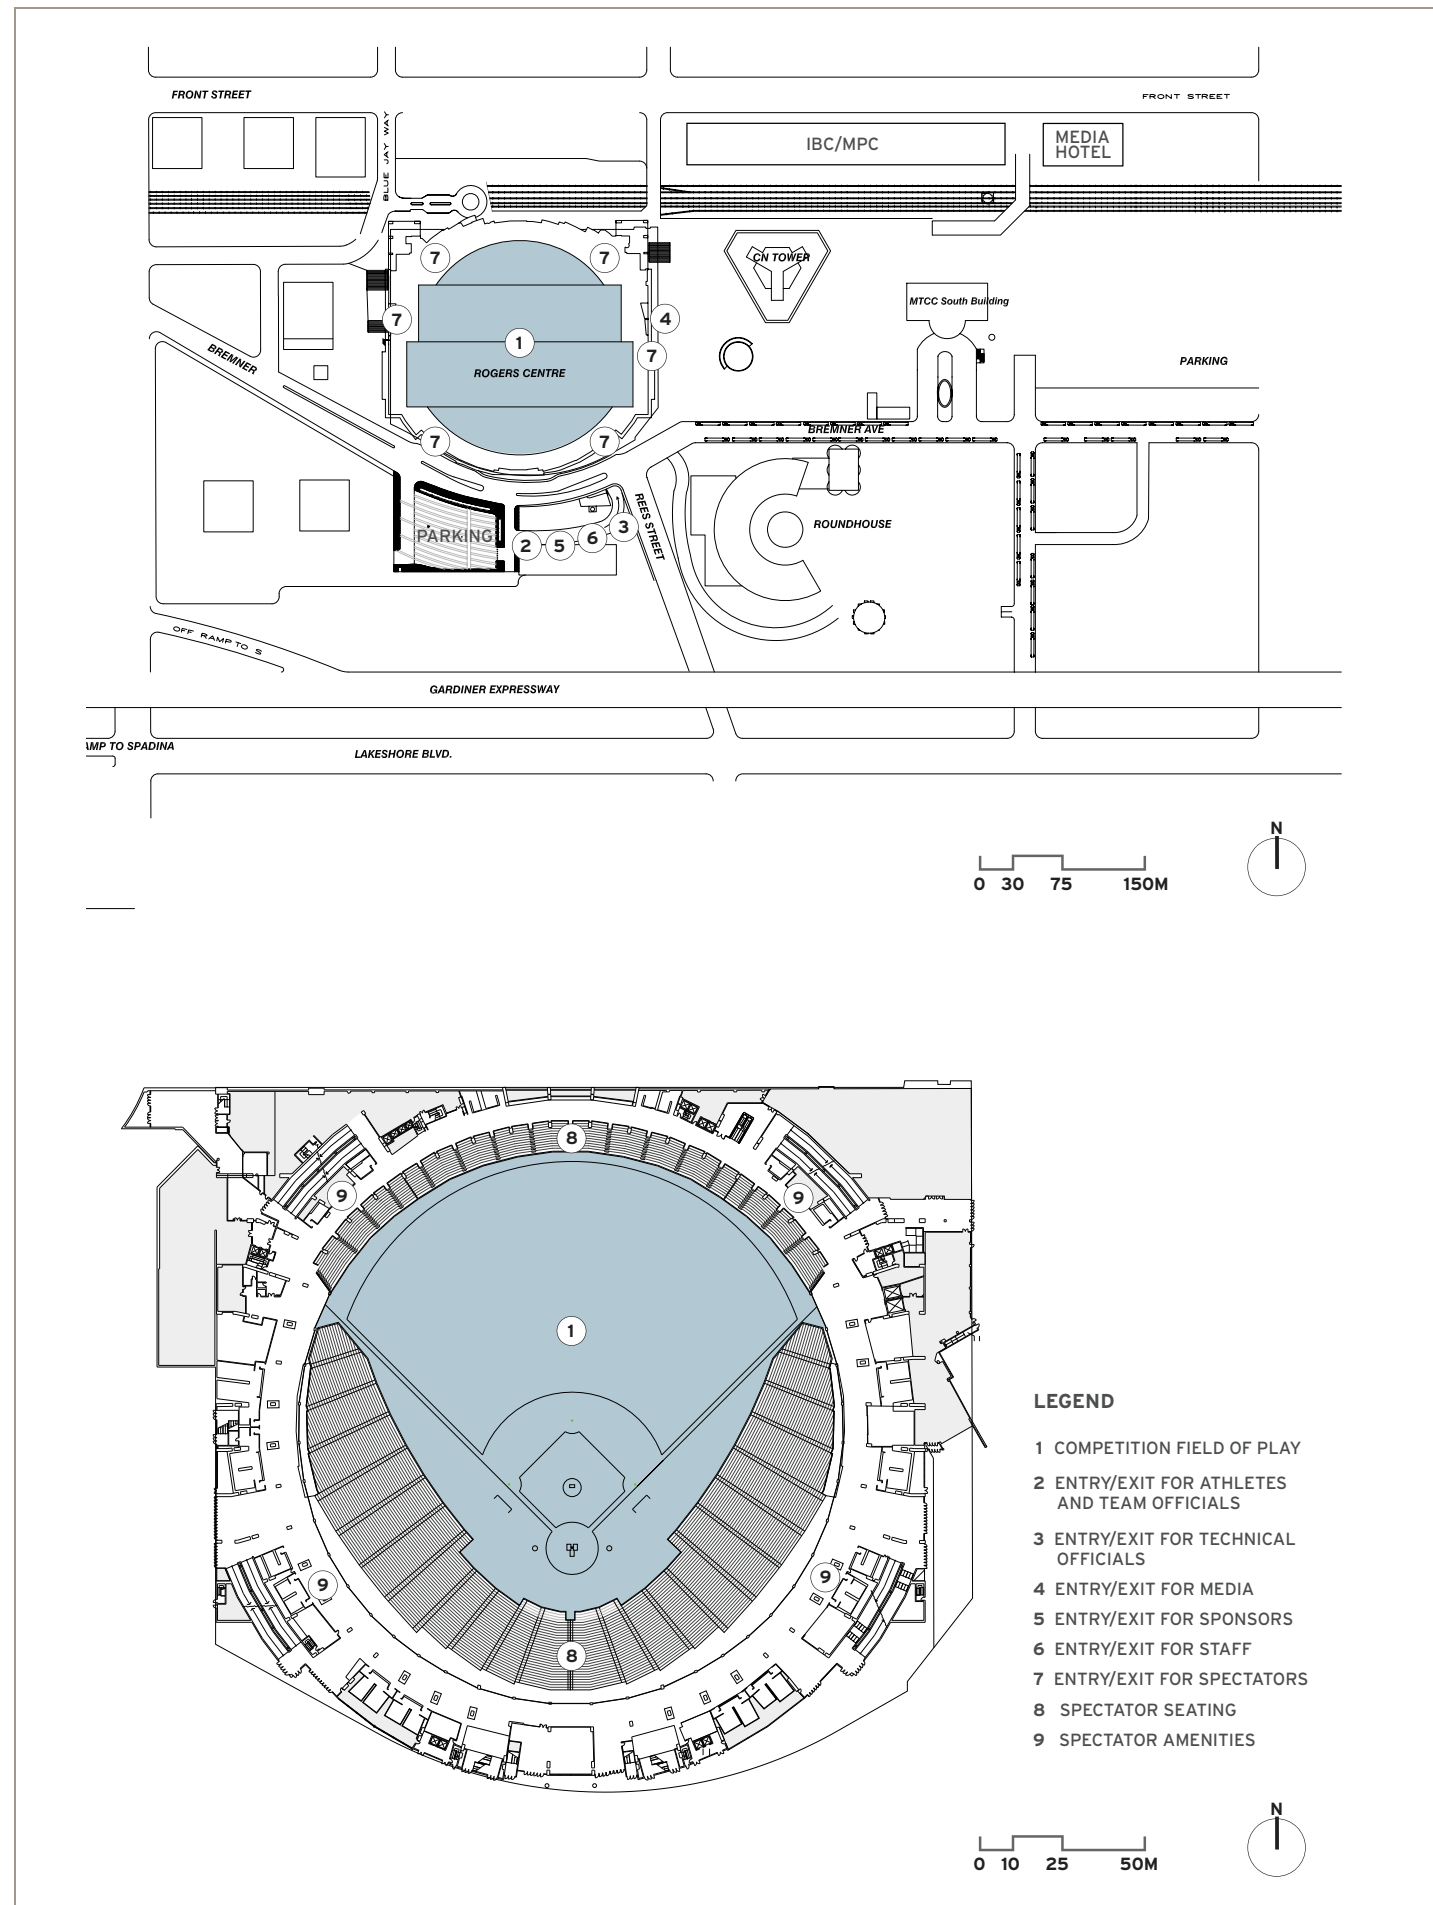 FRONT STREET
FRONT STREET
BLUE JAY WAY
IBC/MPC
MEDIA
HOTEL
7
7
CN TOWER
MTCC South Building
7
4
1
7
ROGERS CENTRE
BREMNER
PARKING
7
7
BREMNER AVE
REES STREET
ROUNDHOUSE
PARKING
2
5
6
3
OFF RAMP TO S
GARDINER EXPRESSWAY
AMP TO SPADINA
LAKESHORE BLVD.
N
0 30 75 150M
8
9
9
1
9
9
8
LEGEND
1 COMPETITION FIELD OF PLAY
2 ENTRY/EXIT FOR ATHLETES
AND TEAM OFFICIALS
3 ENTRY/EXIT FOR TECHNICAL
OFFICIALS
4 ENTRY/EXIT FOR MEDIA
5 ENTRY/EXIT FOR SPONSORS
6 ENTRY/EXIT FOR STAFF
7 ENTRY/EXIT FOR SPECTATORS
8 SPECTATOR SEATING
9 SPECTATOR AMENITIES
N
0 10 25 50M